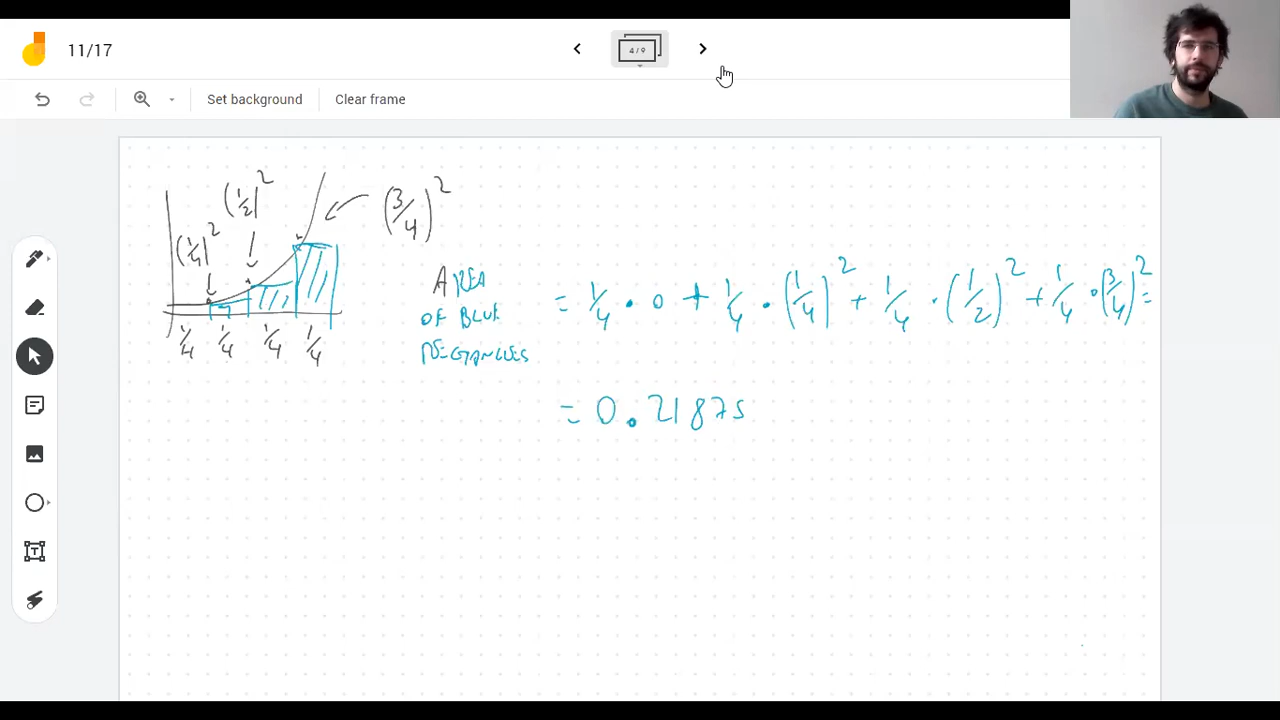 11/17
4 / 9
Set background
Clear frame
(1/2)²
(1/4)²
(3/4)²
1/4 1/4 1/4 1/4
AREA
OF BLUE
RECTANGLES
= 1/4 · 0 + 1/4 · (1/4)² + 1/4 · (1/2)² + 1/4 · (3/4)² =
= 0.21875